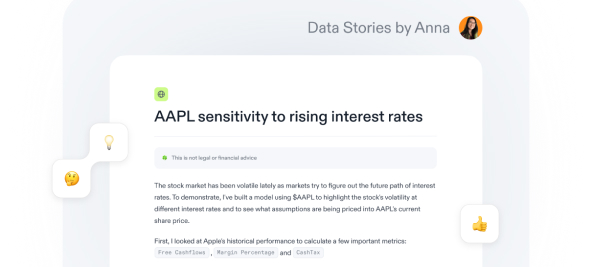 Data Stories by Anna
AAPL sensitivity to rising interest rates
This is not legal or financial advice
The stock market has been volatile lately as markets try to figure out the future path of interest
rates. To demonstrate, I've built a model using $AAPL to highlight the stock's volatility at
different interest rates and to see what assumptions are being priced into AAPL's current
share price.
First, I looked at Apple's historical performance to calculate a few important metrics:
Free Cashflows , Margin Percentage and CashTax